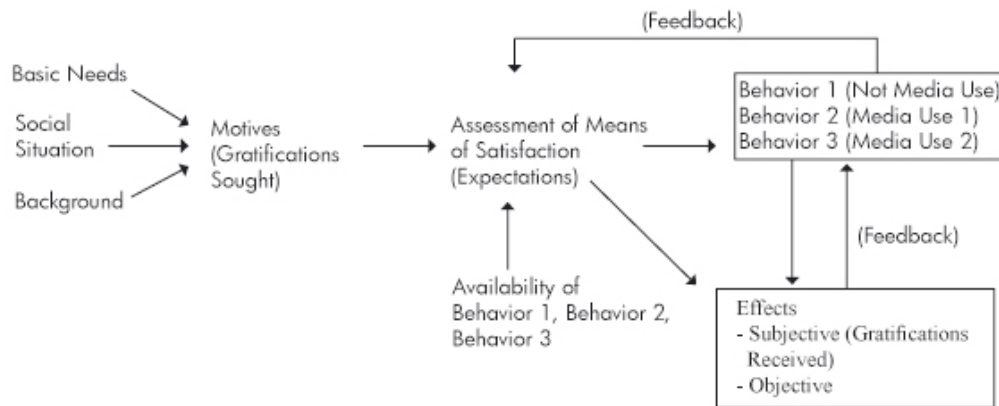 (Feedback)
Basic Needs
Social
Situation
Background
Motives
(Gratifications
Sought)
Assessment of Means
of Satisfaction
(Expectations)
Availability of
Behavior 1, Behavior 2,
Behavior 3
Behavior 1 (Not Media Use)
Behavior 2 (Media Use 1)
Behavior 3 (Media Use 2)
(Feedback)
Effects
- Subjective (Gratifications
Received)
- Objective